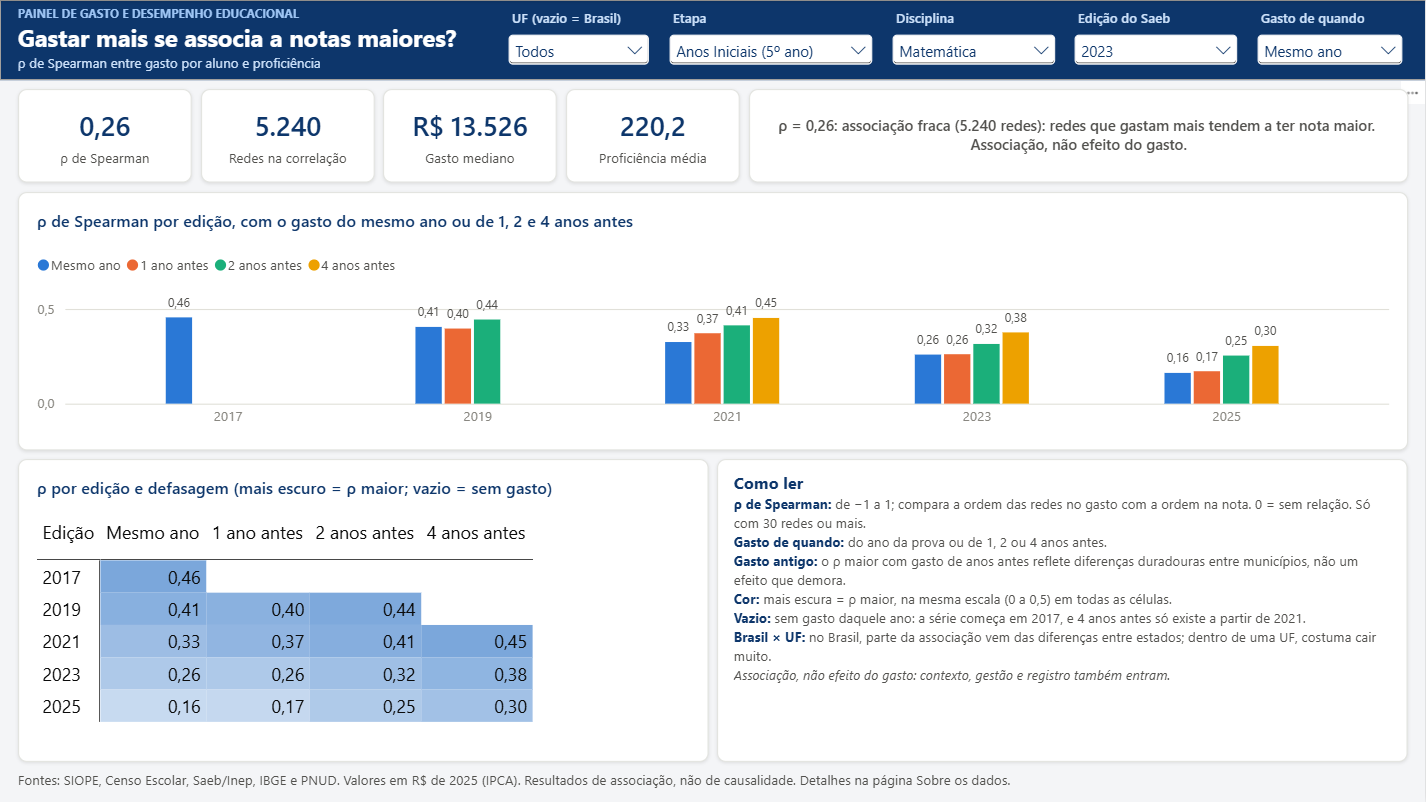 PAINEL DE GASTO E DESEMPENHO EDUCACIONAL
Gastar mais se associa a notas maiores?
ρ de Spearman entre gasto por aluno e proficiência
UF (vazio = Brasil)
Todos
Etapa
Anos Iniciais (5º ano)
Disciplina
Matemática
Edição do Saeb
2023
Gasto de quando
Mesmo ano
0,26
ρ de Spearman
5.240
Redes na correlação
R$ 13.526
Gasto mediano
220,2
Proficiência média
ρ = 0,26: associação fraca (5.240 redes): redes que gastam mais tendem a ter nota maior.
Associação, não efeito do gasto.
ρ de Spearman por edição, com o gasto do mesmo ano ou de 1, 2 e 4 anos antes
Mesmo ano 1 ano antes 2 anos antes 4 anos antes
0,5
0,0
0,46
0,41 0,40 0,44
0,33 0,37 0,41 0,45
0,26 0,26 0,32 0,38
0,16 0,17 0,25 0,30
2017 2019 2021 2023 2025
ρ por edição e defasagem (mais escuro = ρ maior; vazio = sem gasto)
Edição Mesmo ano 1 ano antes 2 anos antes 4 anos antes
2017 0,46
2019 0,41 0,40 0,44
2021 0,33 0,37 0,41 0,45
2023 0,26 0,26 0,32 0,38
2025 0,16 0,17 0,25 0,30
Como ler
ρ de Spearman: de −1 a 1; compara a ordem das redes no gasto com a ordem na nota. 0 = sem relação. Só
com 30 redes ou mais.
Gasto de quando: do ano da prova ou de 1, 2 ou 4 anos antes.
Gasto antigo: o ρ maior com gasto de anos antes reflete diferenças duradouras entre municípios, não um
efeito que demora.
Cor: mais escura = ρ maior, na mesma escala (0 a 0,5) em todas as células.
Vazio: sem gasto daquele ano: a série começa em 2017, e 4 anos antes só existe a partir de 2021.
Brasil × UF: no Brasil, parte da associação vem das diferenças entre estados; dentro de uma UF, costuma cair
muito.
Associação, não efeito do gasto: contexto, gestão e registro também entram.
Fontes: SIOPE, Censo Escolar, Saeb/Inep, IBGE e PNUD. Valores em R$ de 2025 (IPCA). Resultados de associação, não de causalidade. Detalhes na página Sobre os dados.